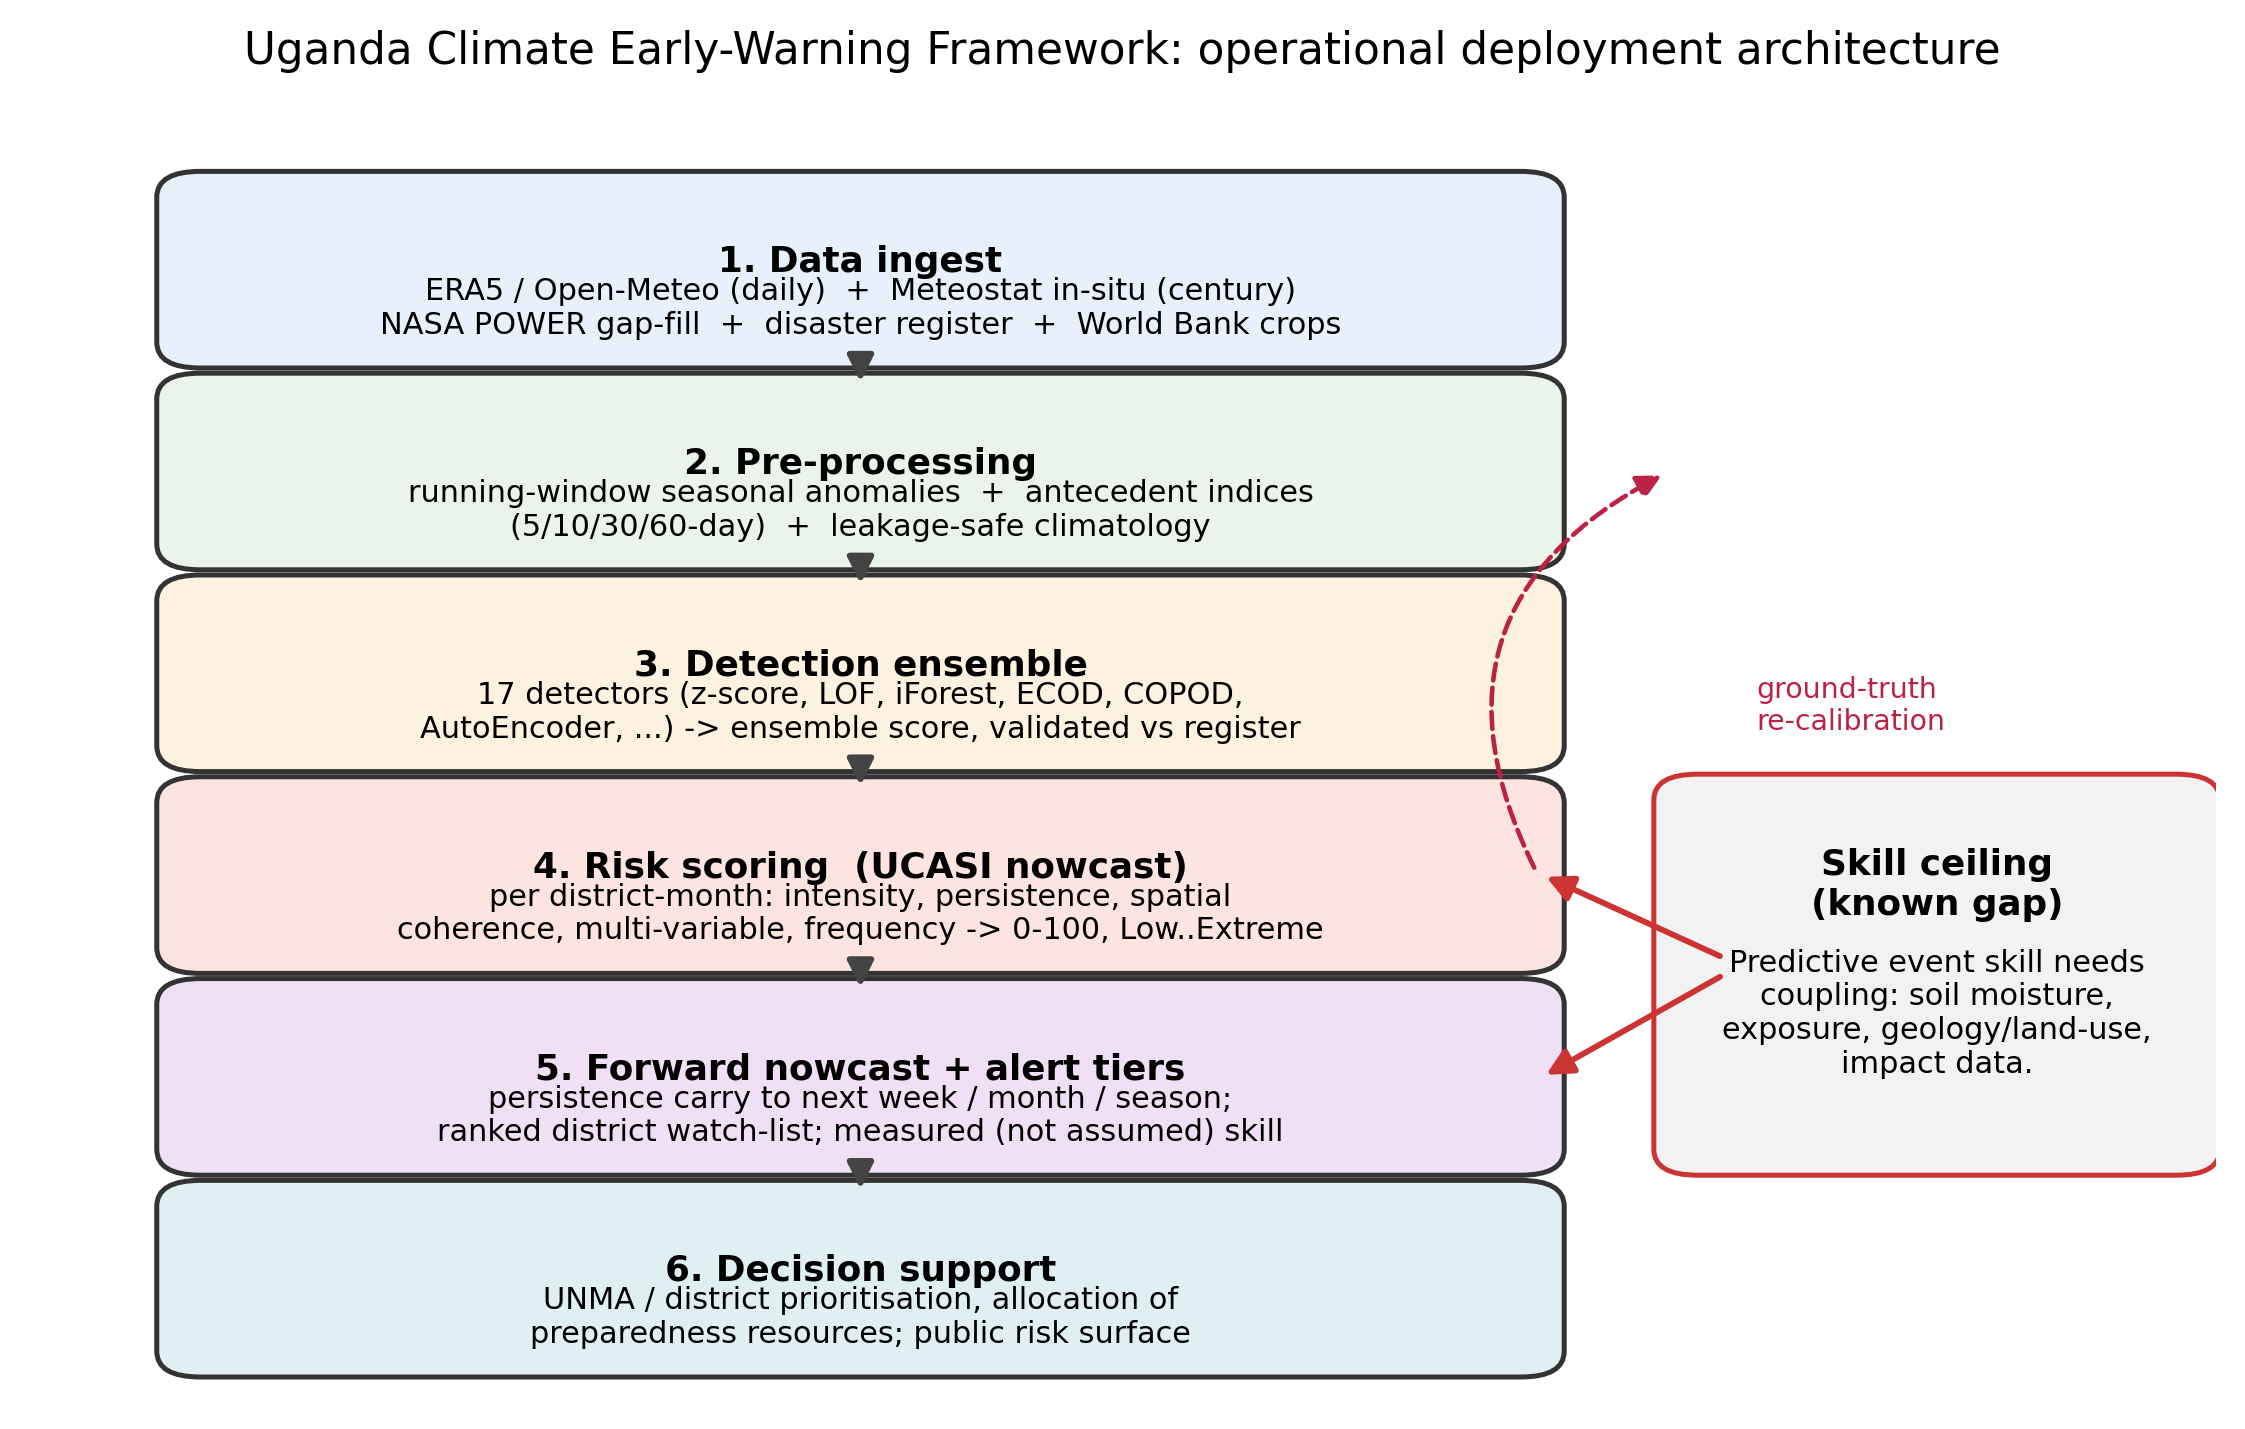 Uganda Climate Early-Warning Framework: operational deployment architecture
1. Data ingest
ERA5 / Open-Meteo (daily)  +  Meteostat in-situ (century)
NASA POWER gap-fill  +  disaster register  +  World Bank crops
2. Pre-processing
running-window seasonal anomalies  +  antecedent indices
(5/10/30/60-day)  +  leakage-safe climatology
3. Detection ensemble
17 detectors (z-score, LOF, iForest, ECOD, COPOD,
AutoEncoder, ...) -> ensemble score, validated vs register
ground-truth
re-calibration
4. Risk scoring  (UCASI nowcast)
per district-month: intensity, persistence, spatial
coherence, multi-variable, frequency -> 0-100, Low..Extreme
Skill ceiling
(known gap)
Predictive event skill needs
coupling: soil moisture,
exposure, geology/land-use,
impact data.
5. Forward nowcast + alert tiers
persistence carry to next week / month / season;
ranked district watch-list; measured (not assumed) skill
6. Decision support
UNMA / district prioritisation, allocation of
preparedness resources; public risk surface